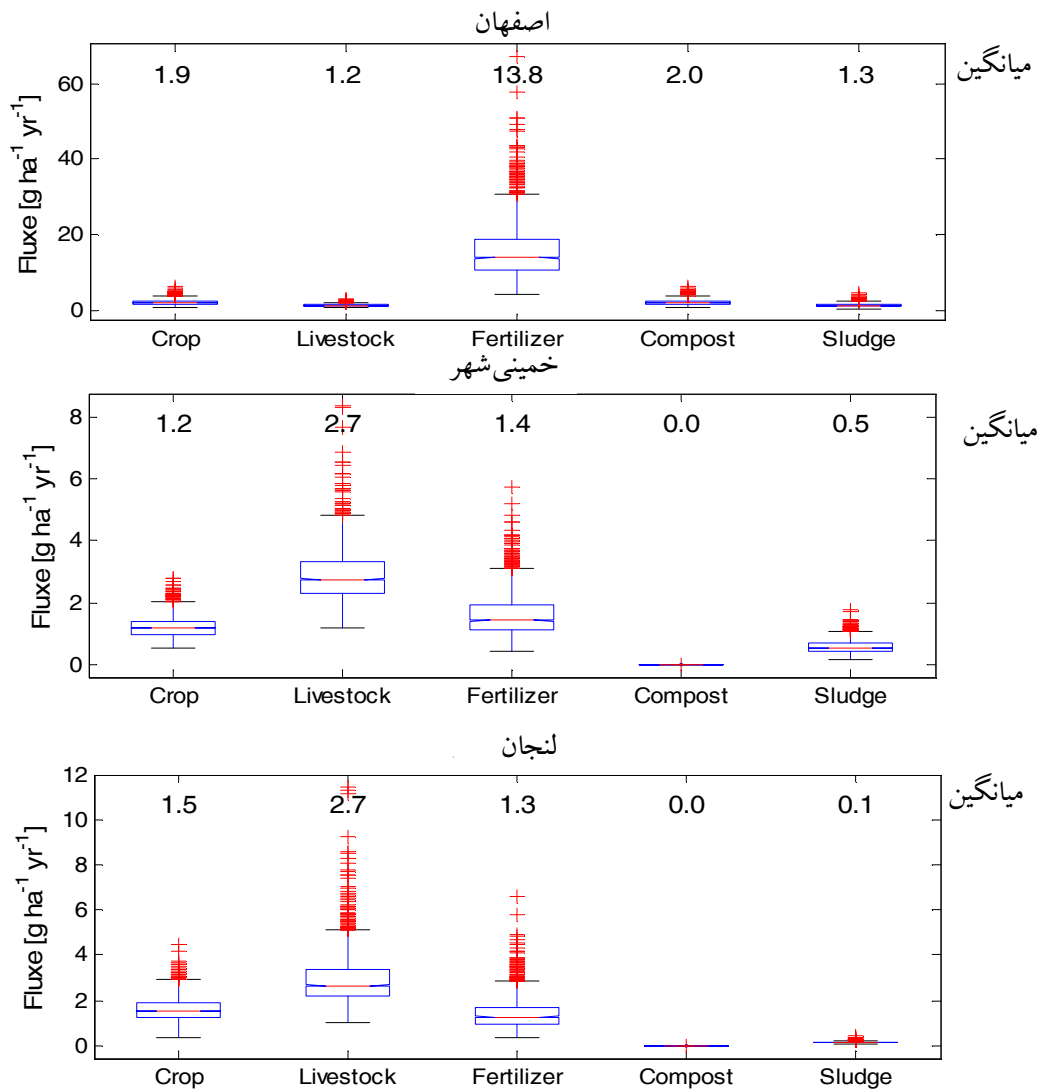 اصفهان
میانگین
1.9 1.2 13.8 2.0 1.3
60
40
20
0
Fluxe [g ha⁻¹ yr⁻¹]
Crop Livestock Fertilizer Compost Sludge
خمینی‌شهر
میانگین
1.2 2.7 1.4 0.0 0.5
8
6
4
2
0
Fluxe [g ha⁻¹ yr⁻¹]
Crop Livestock Fertilizer Compost Sludge
لنجان
میانگین
1.5 2.7 1.3 0.0 0.1
12
10
8
6
4
2
0
Fluxe [g ha⁻¹ yr⁻¹]
Crop Livestock Fertilizer Compost Sludge